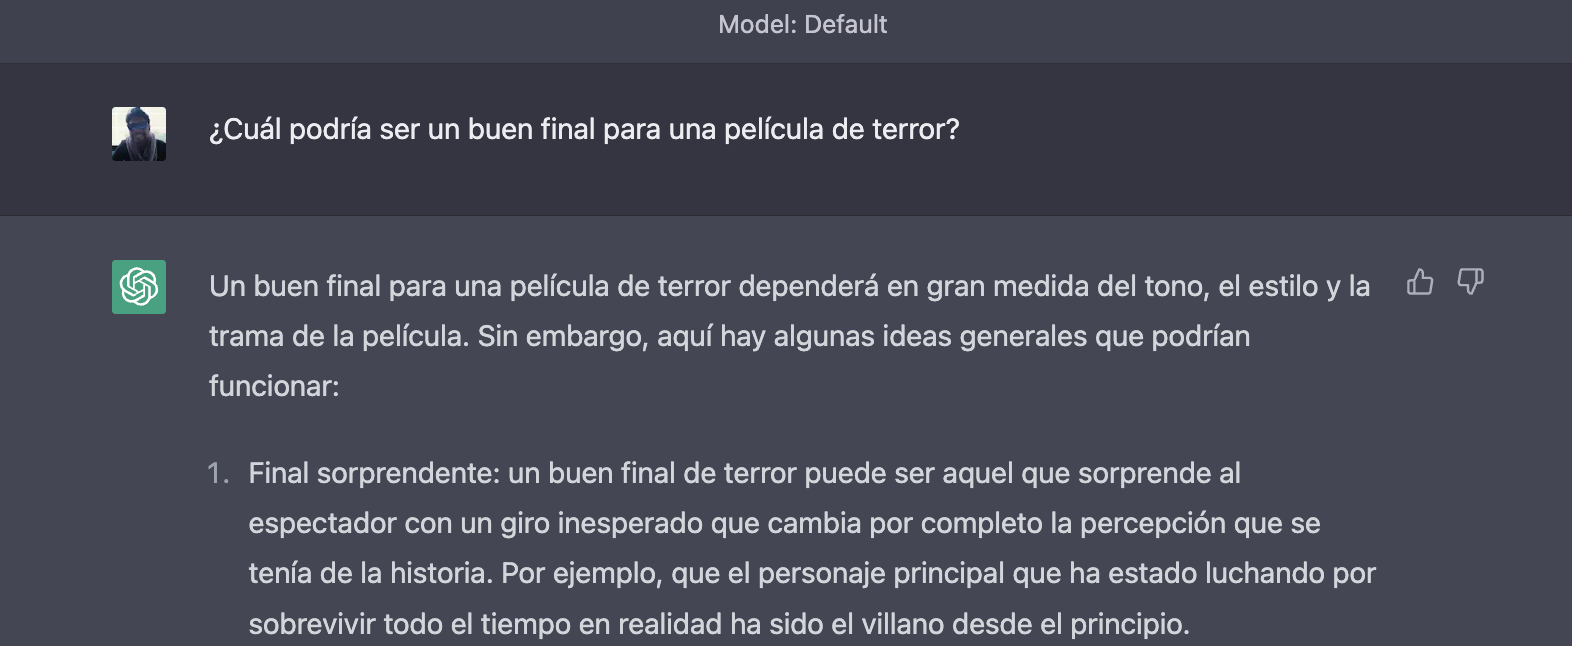 Model: Default
¿Cuál podría ser un buen final para una película de terror?
Un buen final para una película de terror dependerá en gran medida del tono, el estilo y la
trama de la película. Sin embargo, aquí hay algunas ideas generales que podrían
funcionar:
1. Final sorprendente: un buen final de terror puede ser aquel que sorprende al
espectador con un giro inesperado que cambia por completo la percepción que se
tenía de la historia. Por ejemplo, que el personaje principal que ha estado luchando por
sobrevivir todo el tiempo en realidad ha sido el villano desde el principio.